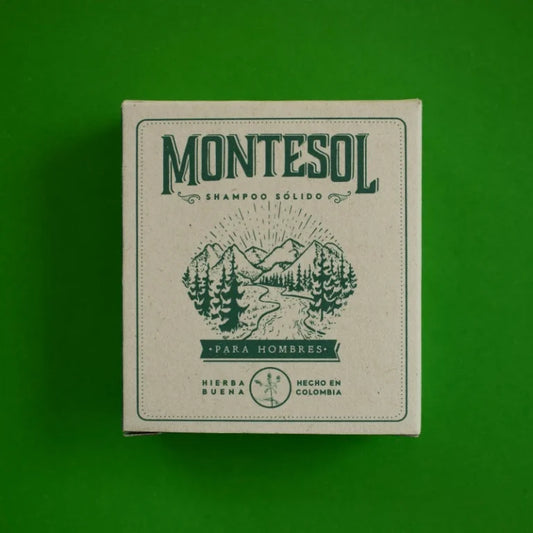 MONTESOL
SHAMPOO SÓLIDO
· PARA HOMBRES ·
HIERBA
BUENA
HECHO EN
COLOMBIA